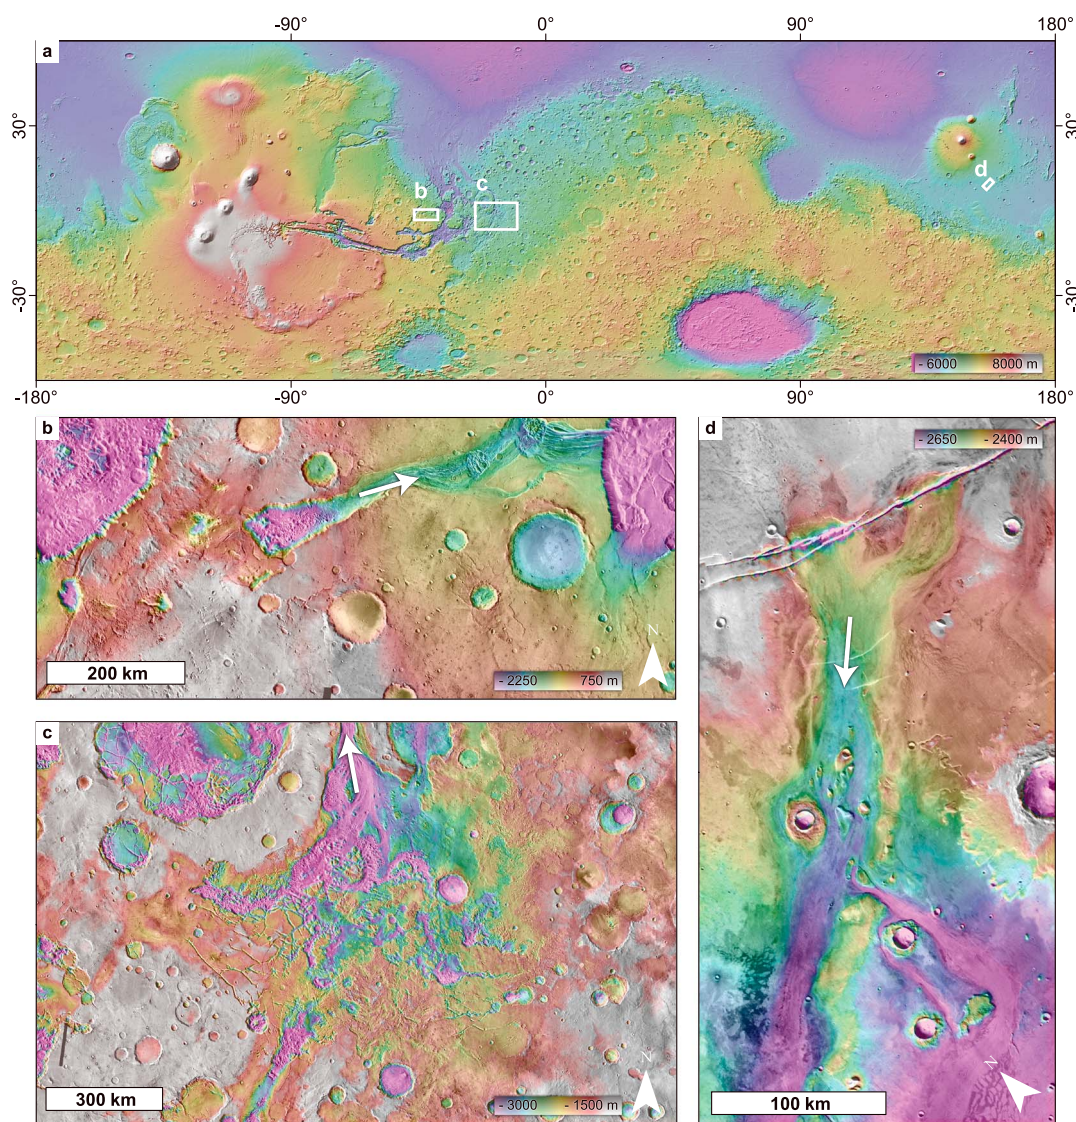 -90° 0° 90° 180°
a
30° 30°
b c d
-30° -30°
- 6000 8000 m
-180° -90° 0° 90° 180°
b
200 km
- 2250 750 m
N
c
300 km
- 3000 - 1500 m
N
d
- 2650 - 2400 m
100 km
N